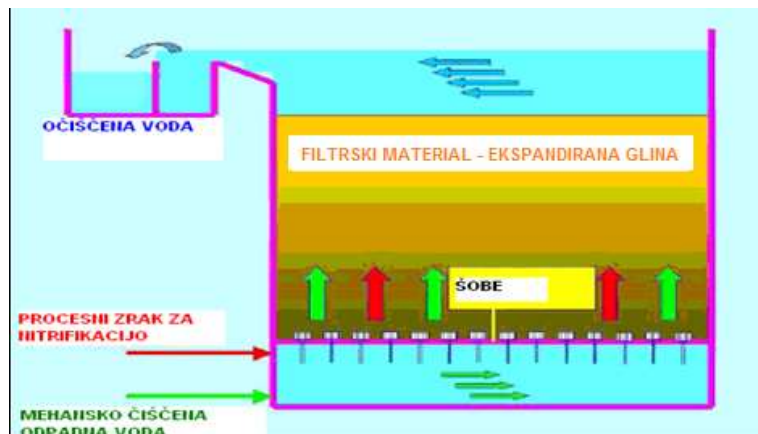 OČIŠČENA VODA
FILTRSKI MATERIAL - EKSPANDIRANA GLINA
ŠOBE
PROCESNI ZRAK ZA
NITRIFIKACIJO
MEHANSKO ČIŠČENA
ODPADNA VODA